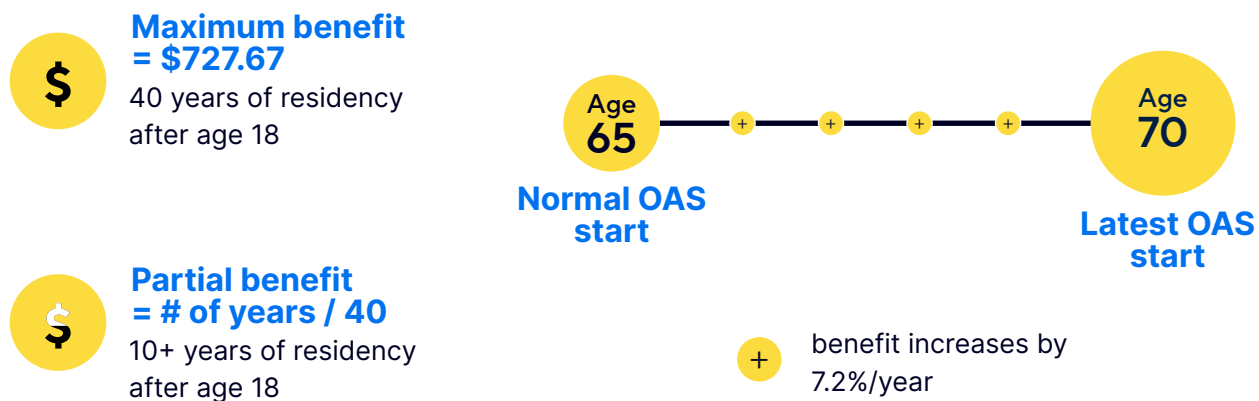 $
Maximum benefit
= $727.67
40 years of residency
after age 18
Age
65
+
+
+
+
Age
70
Normal OAS
start
Latest OAS
start
$
Partial benefit
= # of years / 40
10+ years of residency
after age 18
+
benefit increases by
7.2%/year